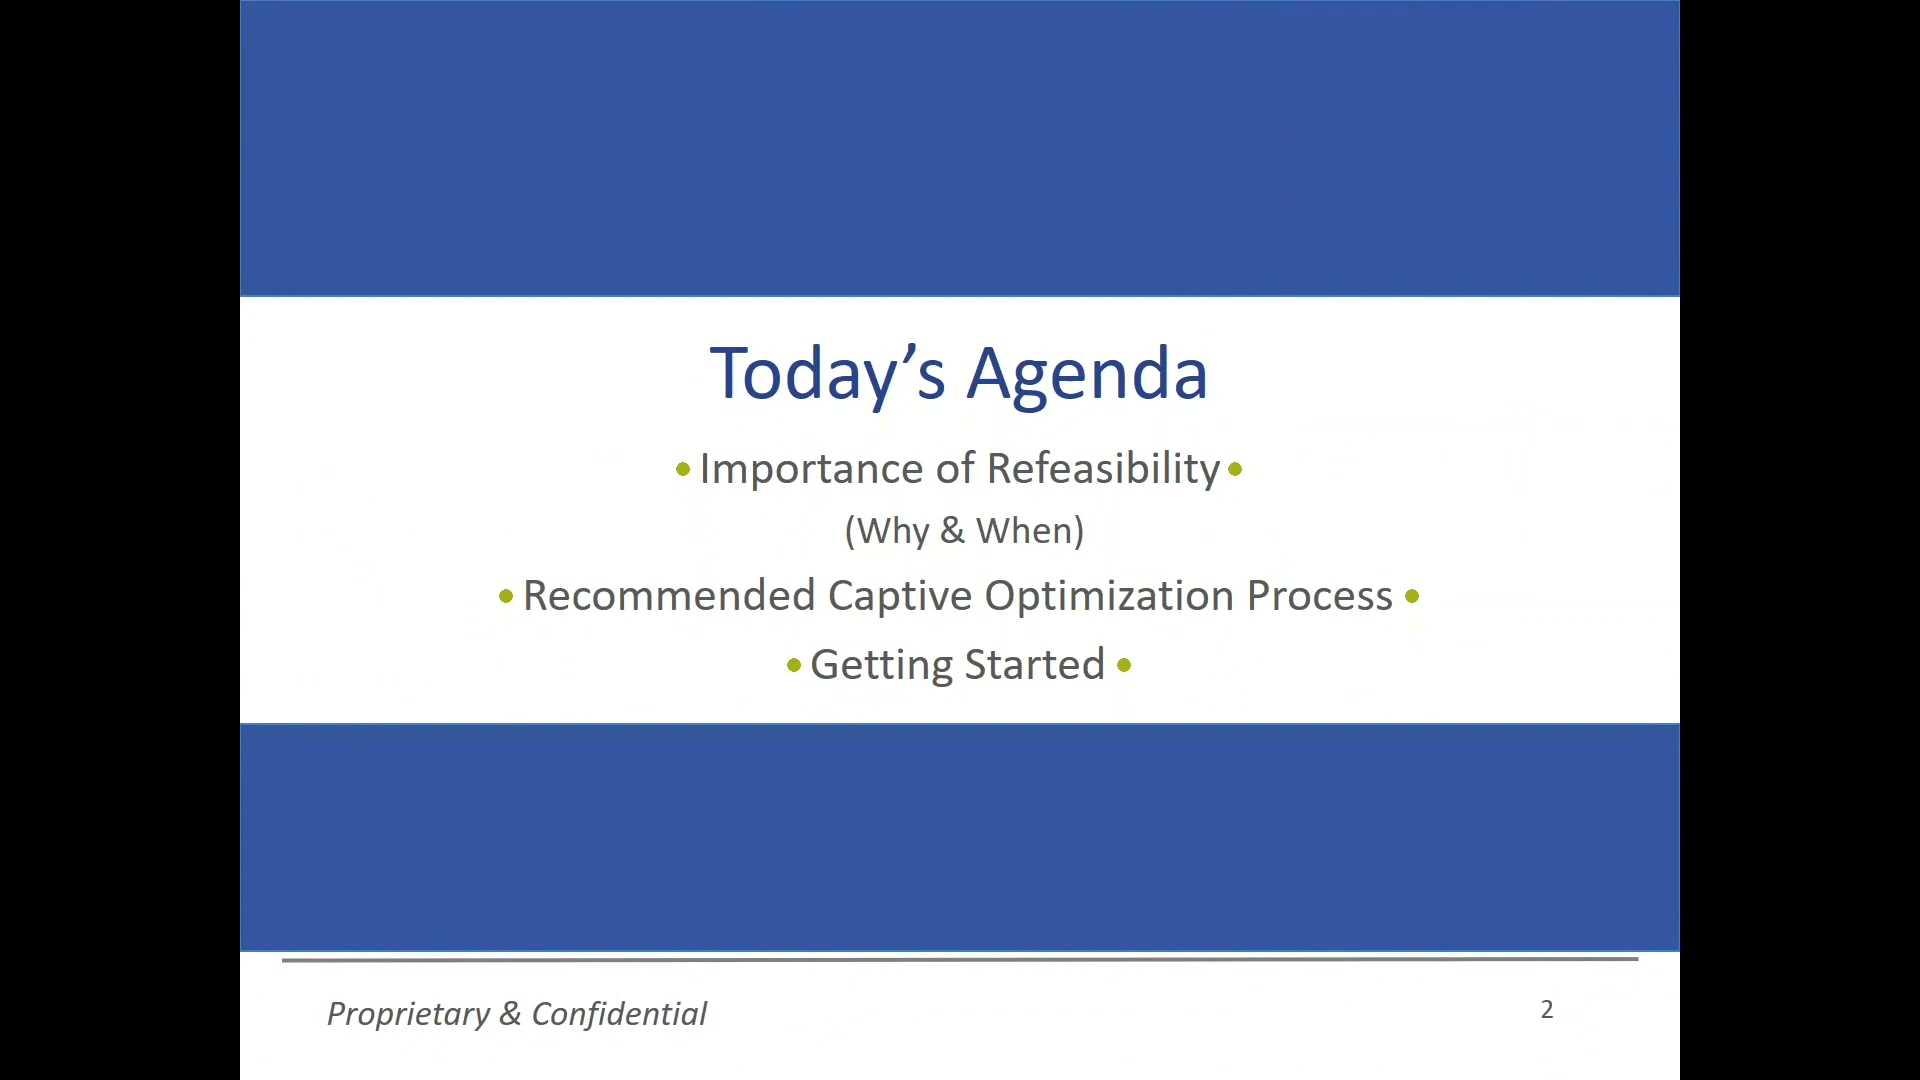 Today’s Agenda
• Importance of Refeasibility •
(Why & When)
• Recommended Captive Optimization Process •
• Getting Started •
Proprietary & Confidential
2